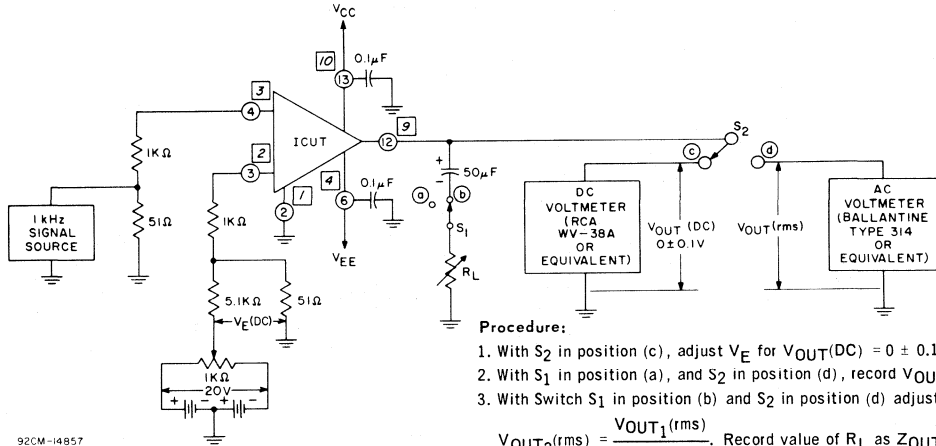 VCC
10
13
0.1µF
3
4
ICUT
9
12
2
3
1
2
4
6
0.1µF
VEE
1KΩ
51Ω
1 kHz
SIGNAL
SOURCE
1KΩ
5.1KΩ
51Ω
VE(DC)
1KΩ
20V
+ - + -
+
50µF
-
a
b
S1
RL
S2
c
d
DC
VOLTMETER
(RCA
WV-38A
OR
EQUIVALENT)
VOUT (DC)
0±0.1V
VOUT(rms)
AC
VOLTMETER
(BALLANTINE
TYPE 314
OR
EQUIVALENT)
Procedure:
1. With S2 in position (c), adjust VE for VOUT(DC) = 0 ± 0.1
2. With S1 in position (a), and S2 in position (d), record VOU
3. With Switch S1 in position (b) and S2 in position (d) adjust
VOUT2(rms) = VOUT1(rms) . Record value of RL as ZOUT
92CM-14857